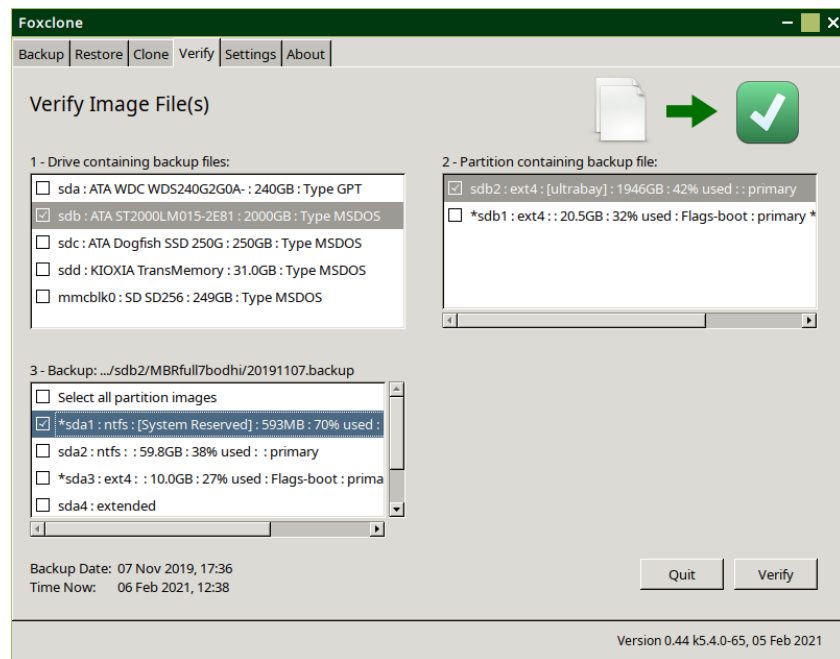 Foxclone
Backup Restore Clone Verify Settings About
Verify Image File(s)
1 - Drive containing backup files:
sda : ATA WDC WDS240G2G0A- : 240GB : Type GPT
sdb : ATA ST2000LM015-2E81 : 2000GB : Type MSDOS
sdc : ATA Dogfish SSD 250G : 250GB : Type MSDOS
sdd : KIOXIA TransMemory : 31.0GB : Type MSDOS
mmcblk0 : SD SD256 : 249GB : Type MSDOS
2 - Partition containing backup file:
sdb2 : ext4 : [ultrabay] : 1946GB : 42% used : : primary
*sdb1 : ext4 : : 20.5GB : 32% used : Flags-boot : primary *
3 - Backup: .../sdb2/MBRfull7bodhi/20191107.backup
Select all partition images
*sda1 : ntfs : [System Reserved] : 593MB : 70% used :
sda2 : ntfs : : 59.8GB : 38% used : : primary
*sda3 : ext4 : : 10.0GB : 27% used : Flags-boot : prima
sda4 : extended
Backup Date: 07 Nov 2019, 17:36
Time Now: 06 Feb 2021, 12:38
Quit
Verify
Version 0.44 k5.4.0-65, 05 Feb 2021